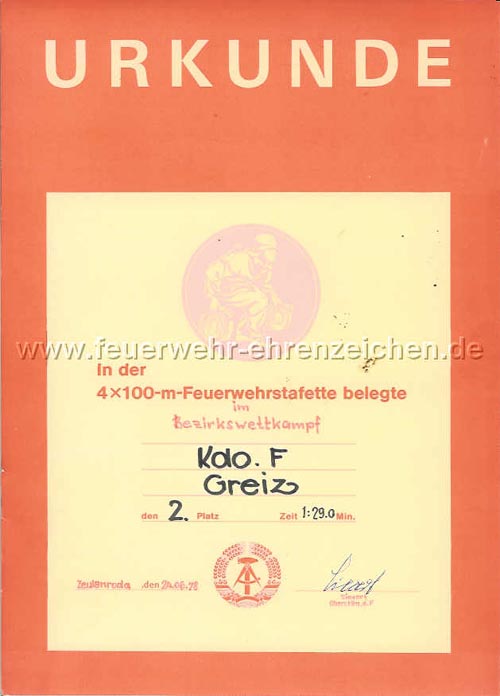 URKUNDE
www.feuerwehr-ehrenzeichen.de
In der
4×100-m-Feuerwehrstafette belegte
im
Bezirkswettkampf
Kdo. F
Greiz
den 2. Platz Zeit 1:29.0 Min.
Zeulenroda, den 24.06.78